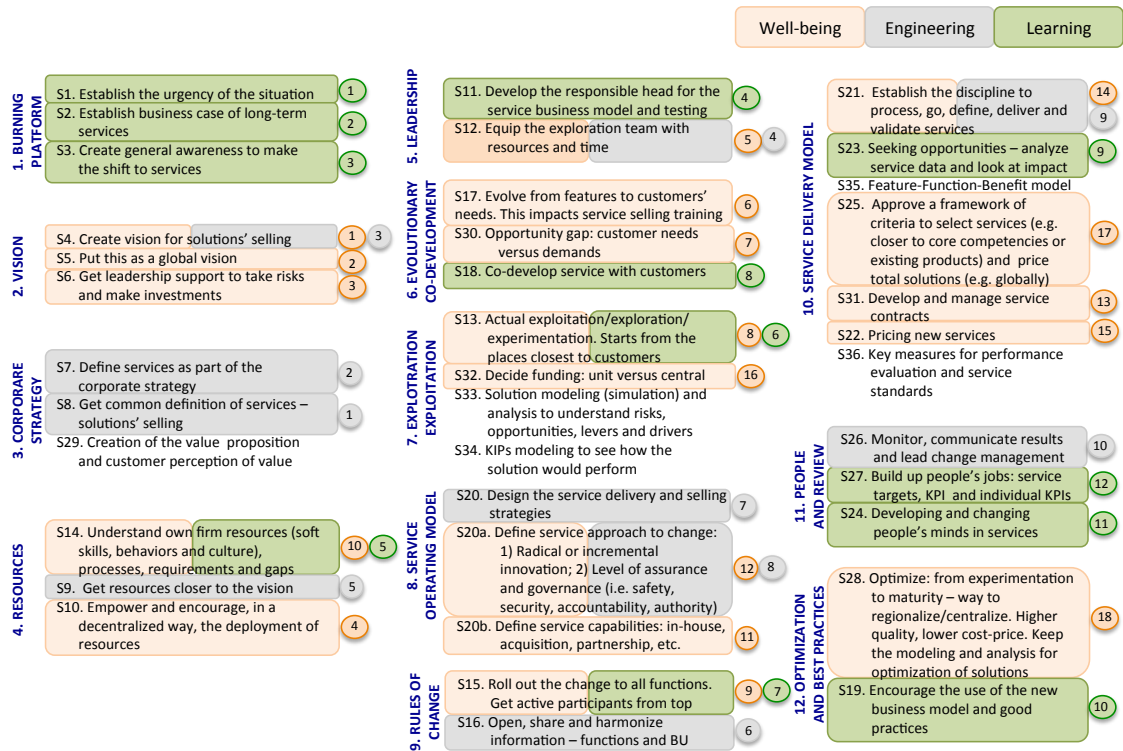 Well-being
Engineering
Learning
1. BURNING
PLATFORM
S1. Establish the urgency of the situation
1
S2. Establish business case of long-term
services
2
S3. Create general awareness to make
the shift to services
3
2. VISION
S4. Create vision for solutions’ selling
1
3
S5. Put this as a global vision
2
S6. Get leadership support to take risks
and make investments
3
3. CORPORARE
STRATEGY
S7. Define services as part of the
corporate strategy
2
S8. Get common definition of services –
solutions’ selling
1
S29. Creation of the value proposition
and customer perception of value
4. RESOURCES
S14. Understand own firm resources (soft
skills, behaviors and culture),
processes, requirements and gaps
10
5
S9. Get resources closer to the vision
5
S10. Empower and encourage, in a
decentralized way, the deployment of
resources
4
5. LEADERSHIP
S11. Develop the responsible head for the
service business model and testing
4
S12. Equip the exploration team with
resources and time
5
4
6. EVOLUTIONARY
CO-DEVELOPMENT
S17. Evolve from features to customers’
needs. This impacts service selling training
6
S30. Opportunity gap: customer needs
versus demands
7
S18. Co-develop service with customers
8
7. EXPLOTRATION
EXPLOITATION
S13. Actual exploitation/exploration/
experimentation. Starts from the
places closest to customers
8
6
S32. Decide funding: unit versus central
16
S33. Solution modeling (simulation) and
analysis to understand risks,
opportunities, levers and drivers
S34. KIPs modeling to see how the
solution would perform
8. SERVICE
OPERATING MODEL
S20. Design the service delivery and selling
strategies
7
S20a. Define service approach to change:
1) Radical or incremental
innovation; 2) Level of assurance
and governance (i.e. safety,
security, accountability, authority)
12
8
S20b. Define service capabilities: in-house,
acquisition, partnership, etc.
11
9. RULES OF
CHANGE
S15. Roll out the change to all functions.
Get active participants from top
9
7
S16. Open, share and harmonize
information – functions and BU
6
10. SERVICE DELIVERY MODEL
S21. Establish the discipline to
process, go, define, deliver and
validate services
14
9
S23. Seeking opportunities – analyze
service data and look at impact
9
S35. Feature-Function-Benefit model
S25. Approve a framework of
criteria to select services (e.g.
closer to core competencies or
existing products) and price
total solutions (e.g. globally)
17
S31. Develop and manage service
contracts
13
S22. Pricing new services
15
S36. Key measures for performance
evaluation and service
standards
11. PEOPLE
AND REVIEW
S26. Monitor, communicate results
and lead change management
10
S27. Build up people’s jobs: service
targets, KPI and individual KPIs
12
S24. Developing and changing
people’s minds in services
11
12. OPTIMIZATION
AND BEST PRACTICES
S28. Optimize: from experimentation
to maturity – way to
regionalize/centralize. Higher
quality, lower cost-price. Keep
the modeling and analysis for
optimization of solutions
18
S19. Encourage the use of the new
business model and good
practices
10